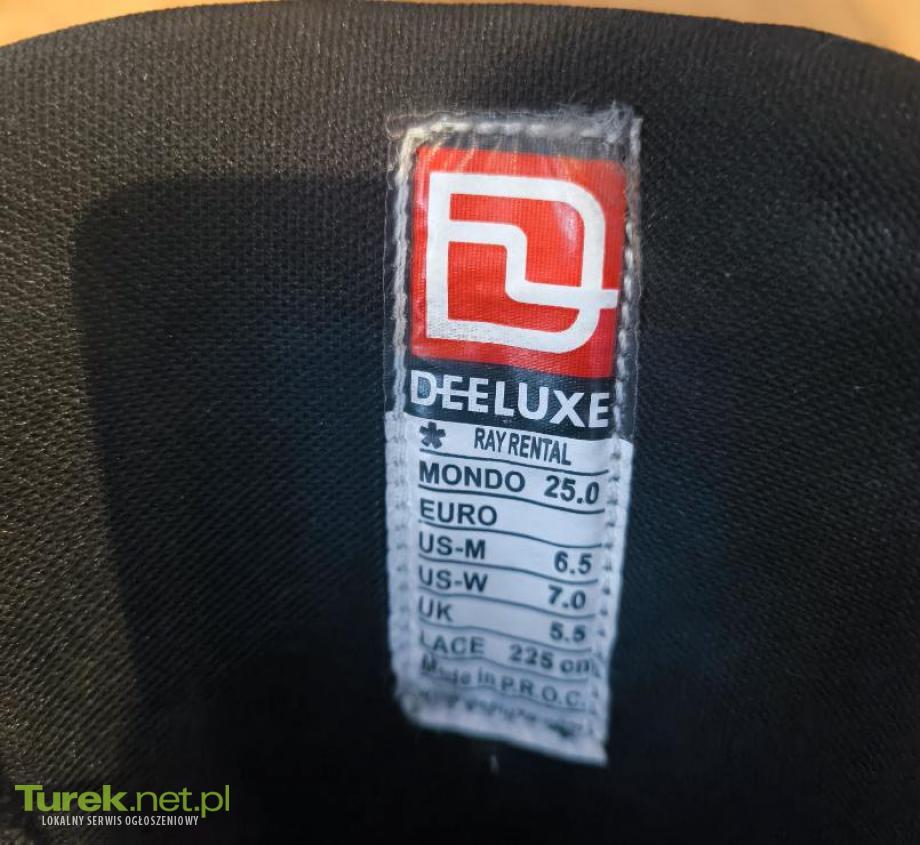 DEELUXE
* RAY RENTAL
MONDO 25.0
EURO
US-M 6.5
US-W 7.0
UK 5.5
LACE 225 cm
Made in P.R.O.C.
Turek.net.pl
LOKALNY SERWIS OGŁOSZENIOWY